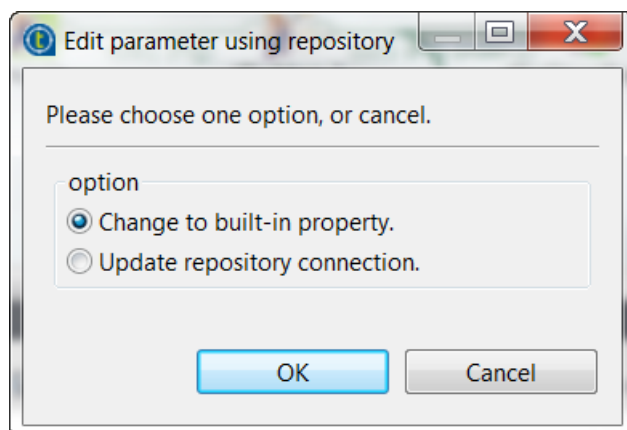 Edit parameter using repository
Please choose one option, or cancel.
option
Change to built-in property.
Update repository connection.
OK
Cancel